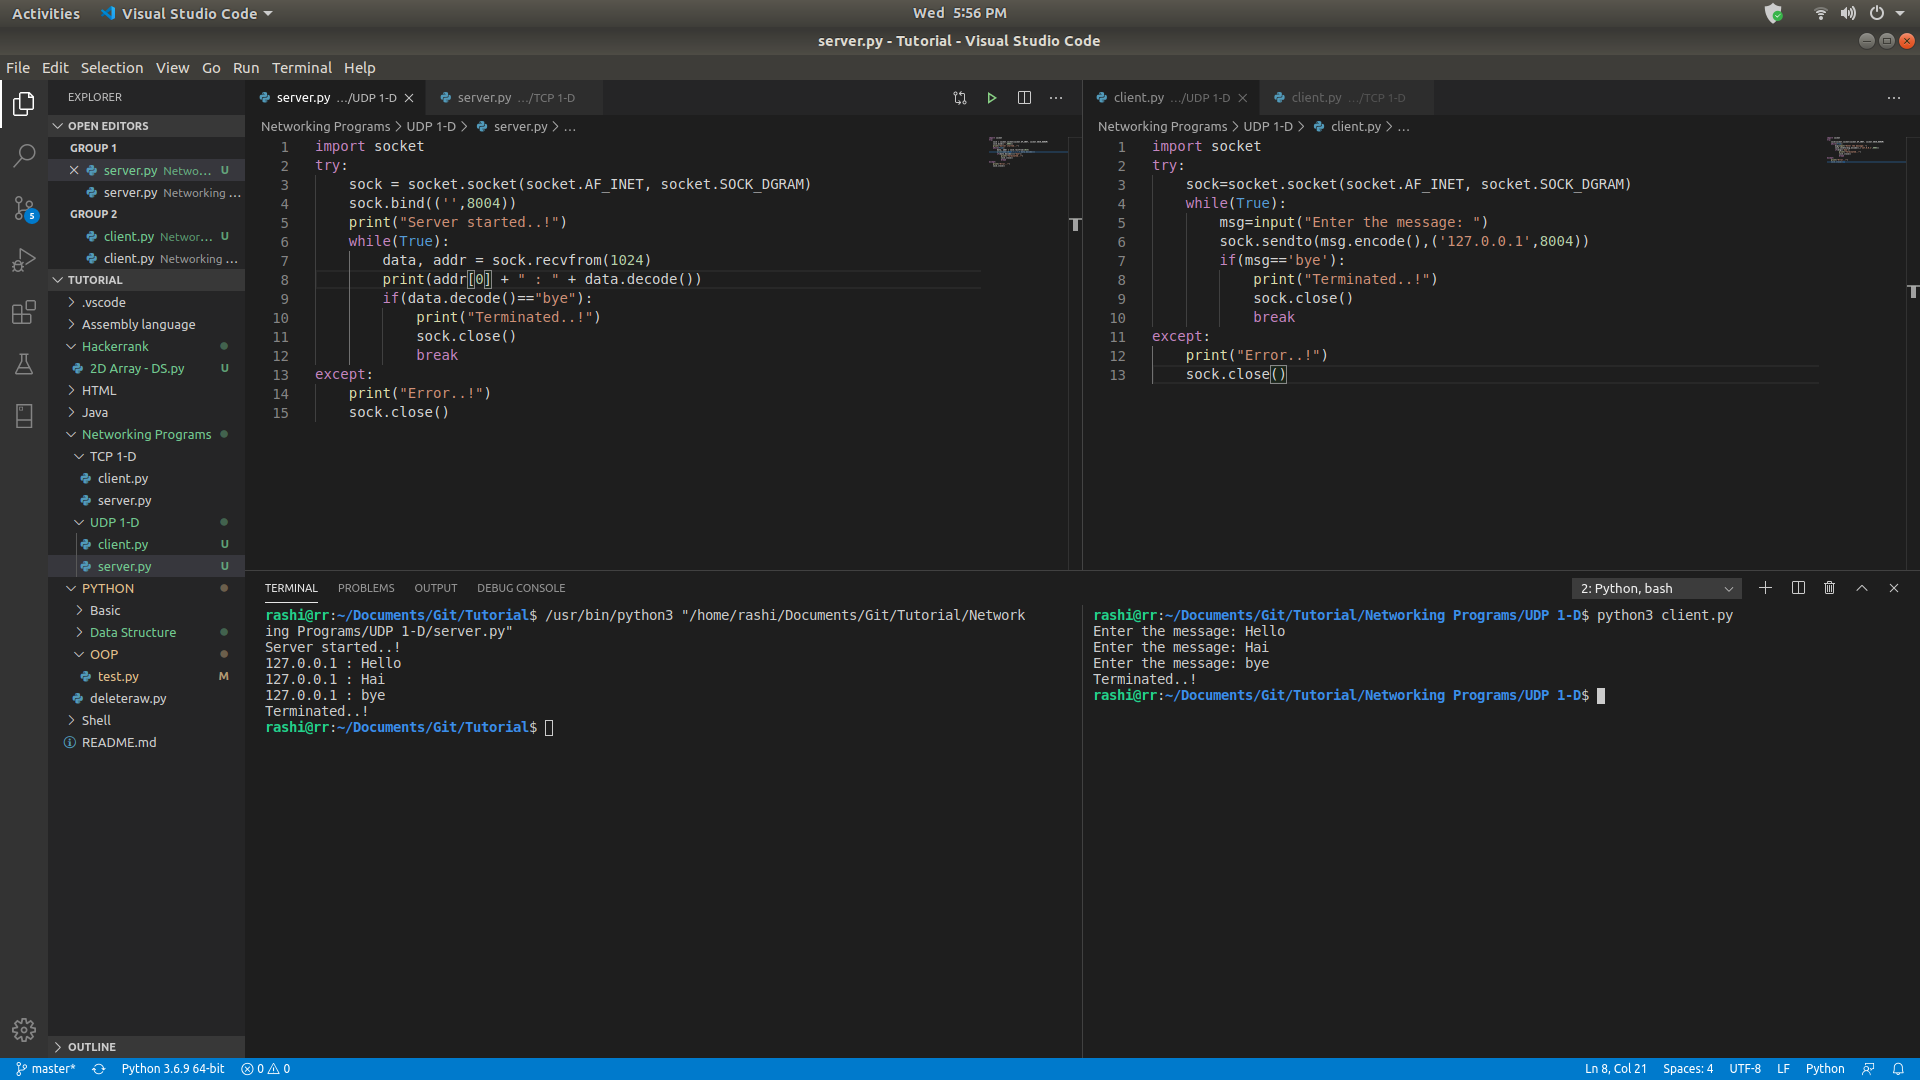 Activities Visual Studio Code Wed 5:56 PM
server.py - Tutorial - Visual Studio Code
File Edit Selection View Go Run Terminal Help
EXPLORER
OPEN EDITORS
GROUP 1
server.py Netwo... U
server.py Networking ...
GROUP 2
client.py Networ... U
client.py Networking ...
TUTORIAL
.vscode
Assembly language
Hackerrank
2D Array - DS.py U
HTML
Java
Networking Programs
TCP 1-D
client.py
server.py
UDP 1-D
client.py U
server.py U
PYTHON
Basic
Data Structure
OOP
test.py M
deleteraw.py
Shell
README.md
OUTLINE
5
server.py .../UDP 1-D server.py .../TCP 1-D
Networking Programs > UDP 1-D > server.py > ...
1 import socket
2 try:
3 sock = socket.socket(socket.AF_INET, socket.SOCK_DGRAM)
4 sock.bind(('',8004))
5 print("Server started..!")
6 while(True):
7 data, addr = sock.recvfrom(1024)
8 print(addr[0] + " : " + data.decode())
9 if(data.decode()=="bye"):
10 print("Terminated..!")
11 sock.close()
12 break
13 except:
14 print("Error..!")
15 sock.close()
client.py .../UDP 1-D client.py .../TCP 1-D
Networking Programs > UDP 1-D > client.py > ...
1 import socket
2 try:
3 sock=socket.socket(socket.AF_INET, socket.SOCK_DGRAM)
4 while(True):
5 msg=input("Enter the message: ")
6 sock.sendto(msg.encode(),('127.0.0.1',8004))
7 if(msg=='bye'):
8 print("Terminated..!")
9 sock.close()
10 break
11 except:
12 print("Error..!")
13 sock.close()
TERMINAL PROBLEMS OUTPUT DEBUG CONSOLE 2: Python, bash
rashi@rr:~/Documents/Git/Tutorial$ /usr/bin/python3 "/home/rashi/Documents/Git/Tutorial/Network
ing Programs/UDP 1-D/server.py"
Server started..!
127.0.0.1 : Hello
127.0.0.1 : Hai
127.0.0.1 : bye
Terminated..!
rashi@rr:~/Documents/Git/Tutorial$
rashi@rr:~/Documents/Git/Tutorial/Networking Programs/UDP 1-D$ python3 client.py
Enter the message: Hello
Enter the message: Hai
Enter the message: bye
Terminated..!
rashi@rr:~/Documents/Git/Tutorial/Networking Programs/UDP 1-D$
master* Python 3.6.9 64-bit 0 0 Ln 8, Col 21 Spaces: 4 UTF-8 LF Python